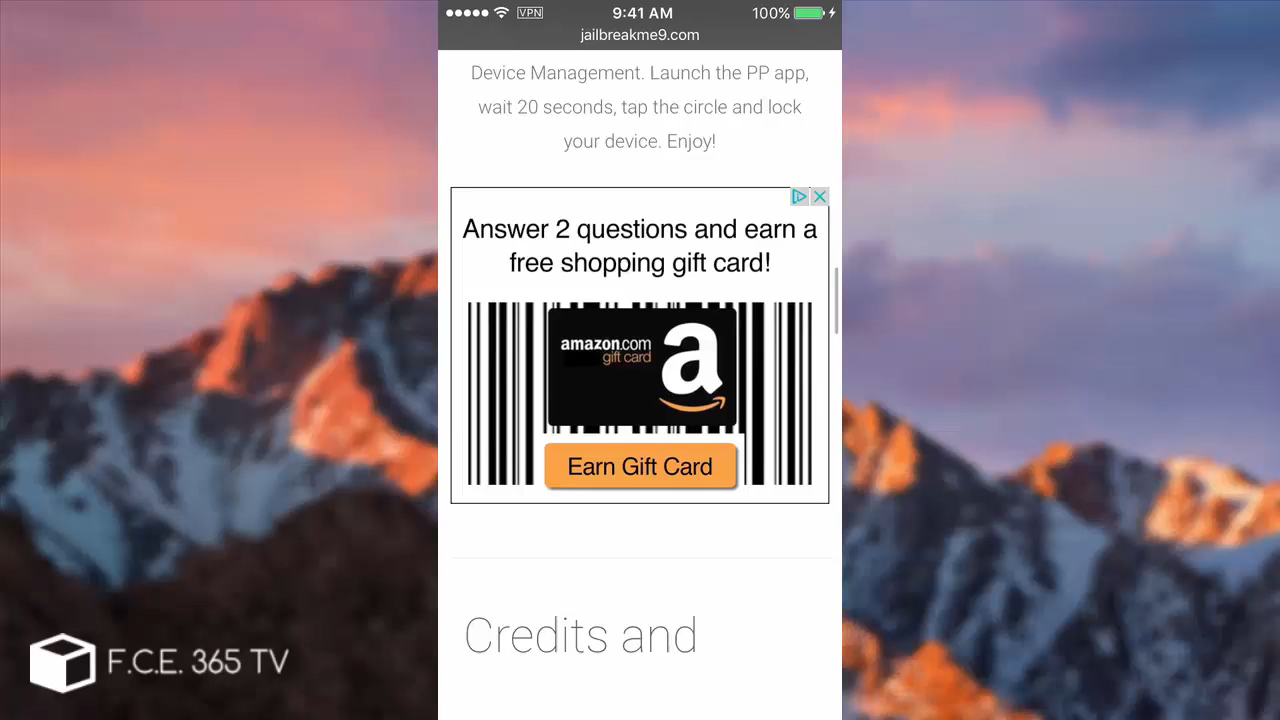 VPN
9:41 AM
100%
jailbreakme9.com
Device Management. Launch the PP app,
wait 20 seconds, tap the circle and lock
your device. Enjoy!
Answer 2 questions and earn a
free shopping gift card!
amazon.com
gift card
a
Earn Gift Card
Credits and
F.C.E. 365 TV